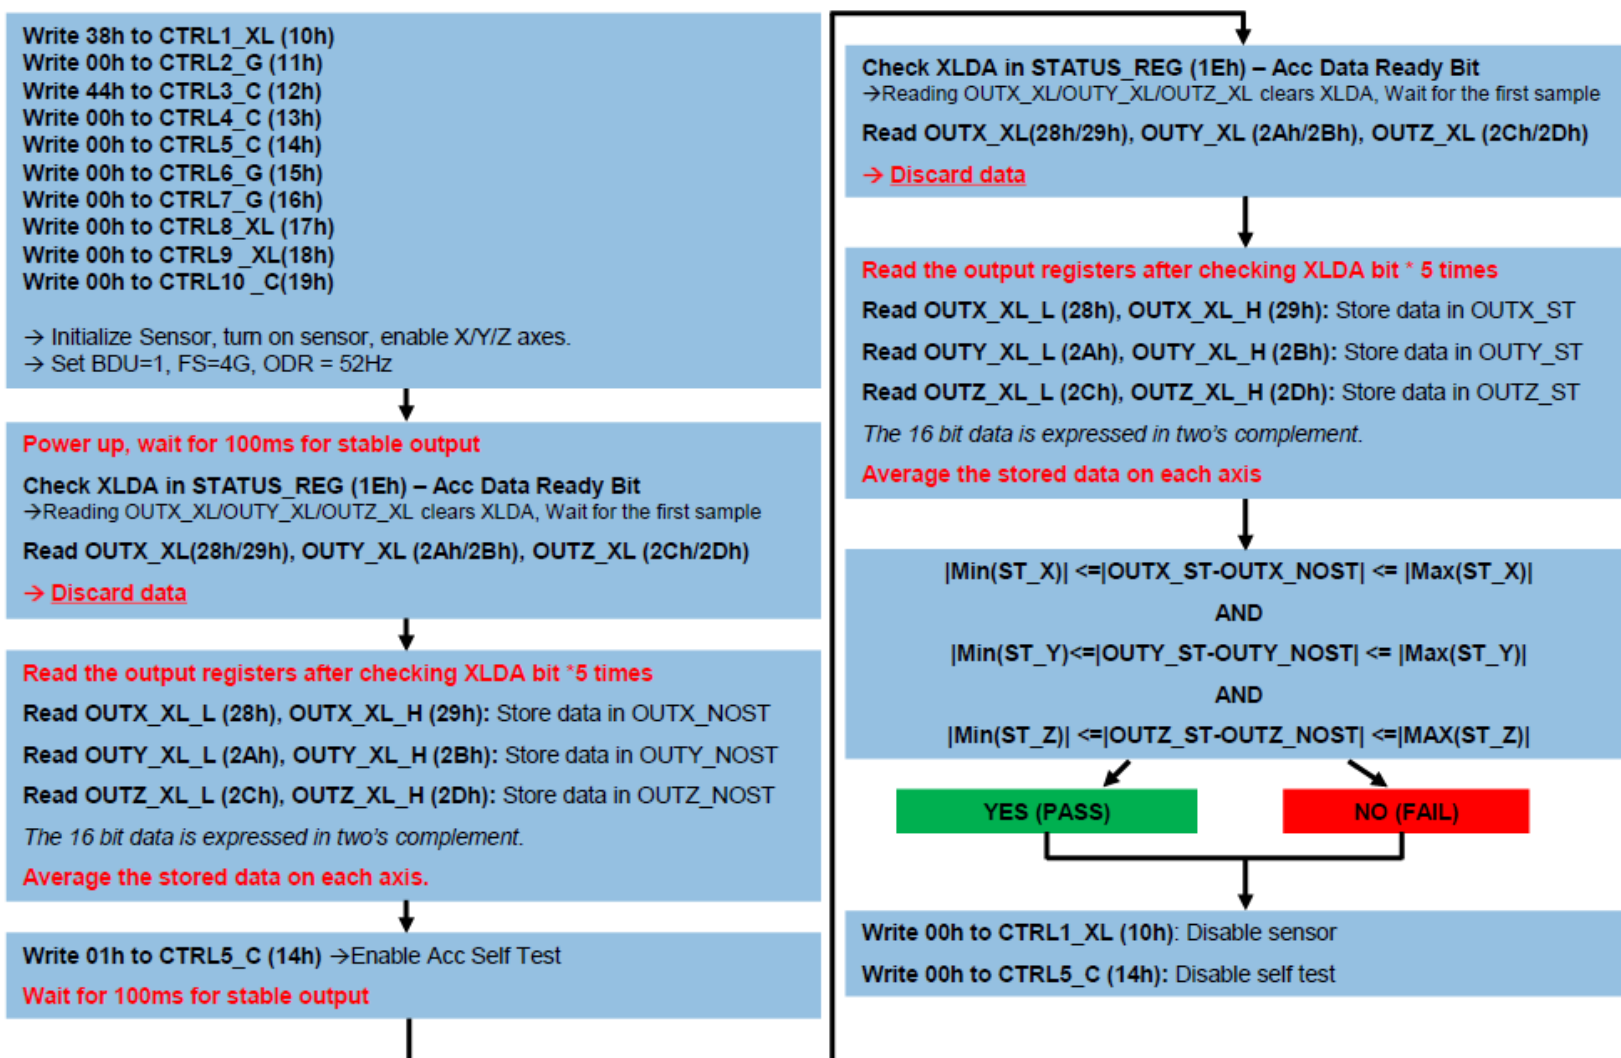 Write 38h to CTRL1_XL (10h)
Write 00h to CTRL2_G (11h)
Write 44h to CTRL3_C (12h)
Write 00h to CTRL4_C (13h)
Write 00h to CTRL5_C (14h)
Write 00h to CTRL6_G (15h)
Write 00h to CTRL7_G (16h)
Write 00h to CTRL8_XL (17h)
Write 00h to CTRL9 _XL(18h)
Write 00h to CTRL10 _C(19h)
→ Initialize Sensor, turn on sensor, enable X/Y/Z axes.
→ Set BDU=1, FS=4G, ODR = 52Hz
Power up, wait for 100ms for stable output
Check XLDA in STATUS_REG (1Eh) – Acc Data Ready Bit
→Reading OUTX_XL/OUTY_XL/OUTZ_XL clears XLDA, Wait for the first sample
Read OUTX_XL(28h/29h), OUTY_XL (2Ah/2Bh), OUTZ_XL (2Ch/2Dh)
→ Discard data
Read the output registers after checking XLDA bit *5 times
Read OUTX_XL_L (28h), OUTX_XL_H (29h): Store data in OUTX_NOST
Read OUTY_XL_L (2Ah), OUTY_XL_H (2Bh): Store data in OUTY_NOST
Read OUTZ_XL_L (2Ch), OUTZ_XL_H (2Dh): Store data in OUTZ_NOST
The 16 bit data is expressed in two's complement.
Average the stored data on each axis.
Write 01h to CTRL5_C (14h) →Enable Acc Self Test
Wait for 100ms for stable output
Check XLDA in STATUS_REG (1Eh) – Acc Data Ready Bit
→Reading OUTX_XL/OUTY_XL/OUTZ_XL clears XLDA, Wait for the first sample
Read OUTX_XL(28h/29h), OUTY_XL (2Ah/2Bh), OUTZ_XL (2Ch/2Dh)
→ Discard data
Read the output registers after checking XLDA bit * 5 times
Read OUTX_XL_L (28h), OUTX_XL_H (29h): Store data in OUTX_ST
Read OUTY_XL_L (2Ah), OUTY_XL_H (2Bh): Store data in OUTY_ST
Read OUTZ_XL_L (2Ch), OUTZ_XL_H (2Dh): Store data in OUTZ_ST
The 16 bit data is expressed in two's complement.
Average the stored data on each axis
|Min(ST_X)| <=|OUTX_ST-OUTX_NOST| <= |Max(ST_X)|
AND
|Min(ST_Y)<=|OUTY_ST-OUTY_NOST| <= |Max(ST_Y)|
AND
|Min(ST_Z)| <=|OUTZ_ST-OUTZ_NOST| <=|MAX(ST_Z)|
YES (PASS)
NO (FAIL)
Write 00h to CTRL1_XL (10h): Disable sensor
Write 00h to CTRL5_C (14h): Disable self test